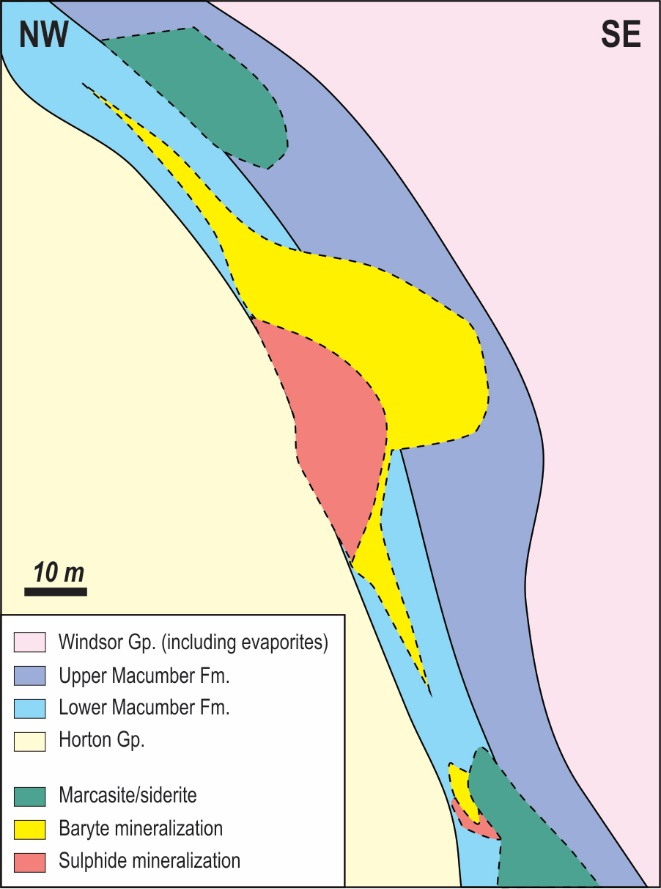 NW
SE
10 m
Windsor Gp. (including evaporites)
Upper Macumber Fm.
Lower Macumber Fm.
Horton Gp.
Marcasite/siderite
Baryte mineralization
Sulphide mineralization